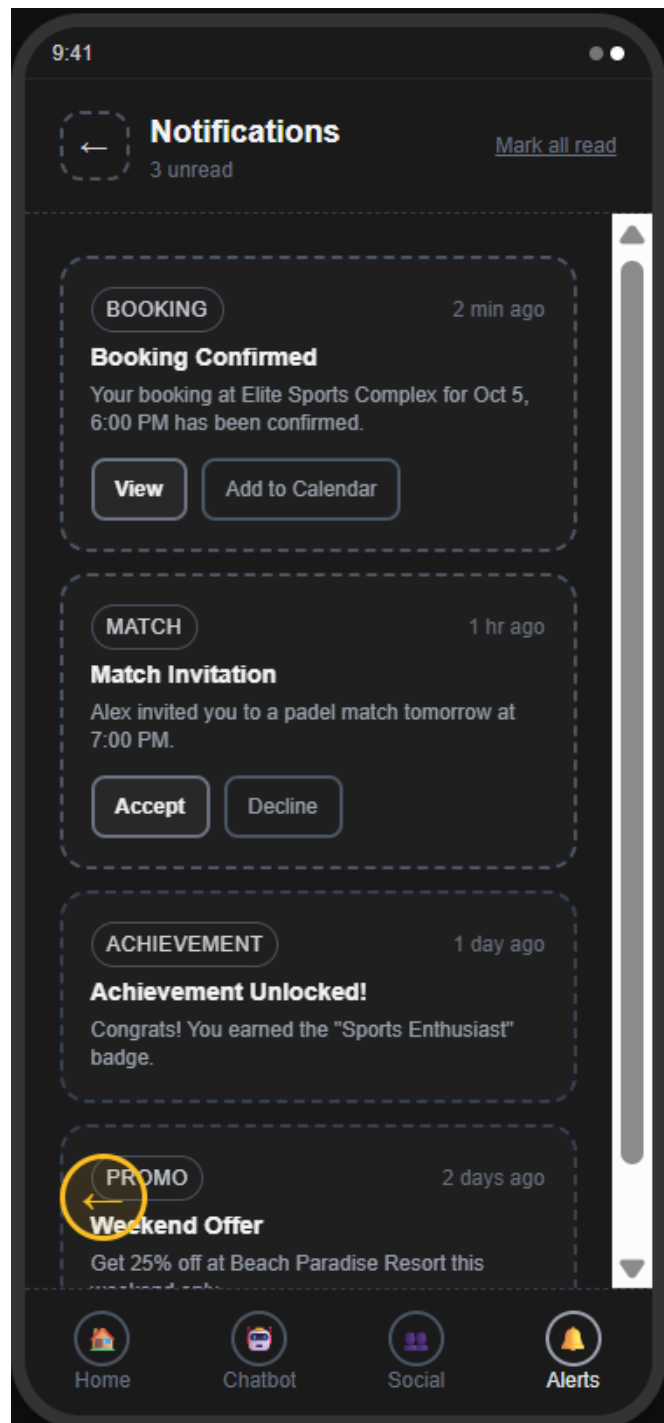 9:41
← Notifications
3 unread
Mark all read
BOOKING 2 min ago
Booking Confirmed
Your booking at Elite Sports Complex for Oct 5,
6:00 PM has been confirmed.
View Add to Calendar
MATCH 1 hr ago
Match Invitation
Alex invited you to a padel match tomorrow at
7:00 PM.
Accept Decline
ACHIEVEMENT 1 day ago
Achievement Unlocked!
Congrats! You earned the "Sports Enthusiast"
badge.
PROMO 2 days ago
←
Weekend Offer
Get 25% off at Beach Paradise Resort this
weekend only
Home Chatbot Social Alerts